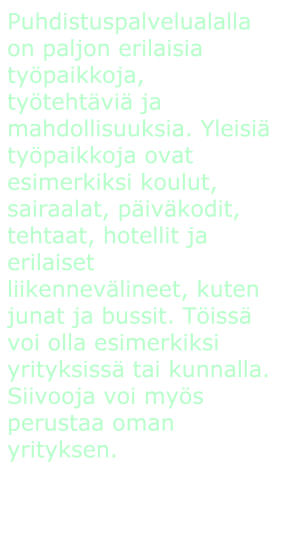 Puhdistuspalvelualalla
on paljon erilaisia
työpaikkoja,
työtehtäviä ja
mahdollisuuksia. Yleisiä
työpaikkoja ovat
esimerkiksi koulut,
sairaalat, päiväkodit,
tehtaat, hotellit ja
erilaiset
liikennevälineet, kuten
junat ja bussit. Töissä
voi olla esimerkiksi
yrityksissä tai kunnalla.
Siivooja voi myös
perustaa oman
yrityksen.